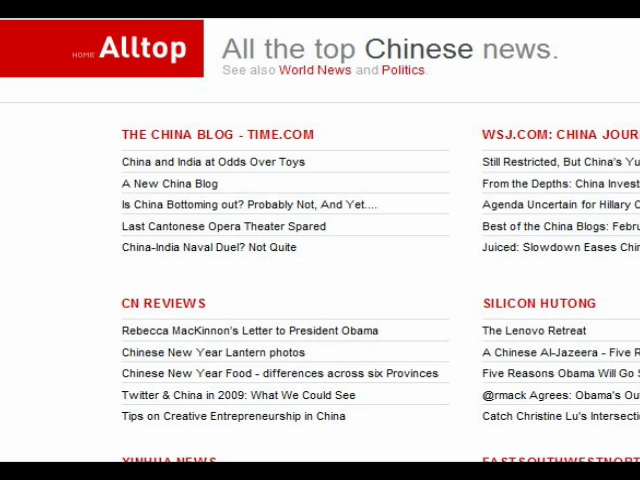 HOME Alltop
All the top Chinese news.
See also World News and Politics.
THE CHINA BLOG - TIME.COM
China and India at Odds Over Toys
A New China Blog
Is China Bottoming out? Probably Not, And Yet....
Last Cantonese Opera Theater Spared
China-India Naval Duel? Not Quite
WSJ.COM: CHINA JOUR
Still Restricted, But China's Yu
From the Depths: China Invest
Agenda Uncertain for Hillary C
Best of the China Blogs: Febru
Juiced: Slowdown Eases Chi
CN REVIEWS
Rebecca MacKinnon's Letter to President Obama
Chinese New Year Lantern photos
Chinese New Year Food - differences across six Provinces
Twitter & China in 2009: What We Could See
Tips on Creative Entrepreneurship in China
SILICON HUTONG
The Lenovo Retreat
A Chinese Al-Jazeera - Five R
Five Reasons Obama Will Go S
@rmack Agrees: Obama's Ou
Catch Christine Lu's Intersecti
XINHUA NEWS
EASTSOUTHWESTNORT